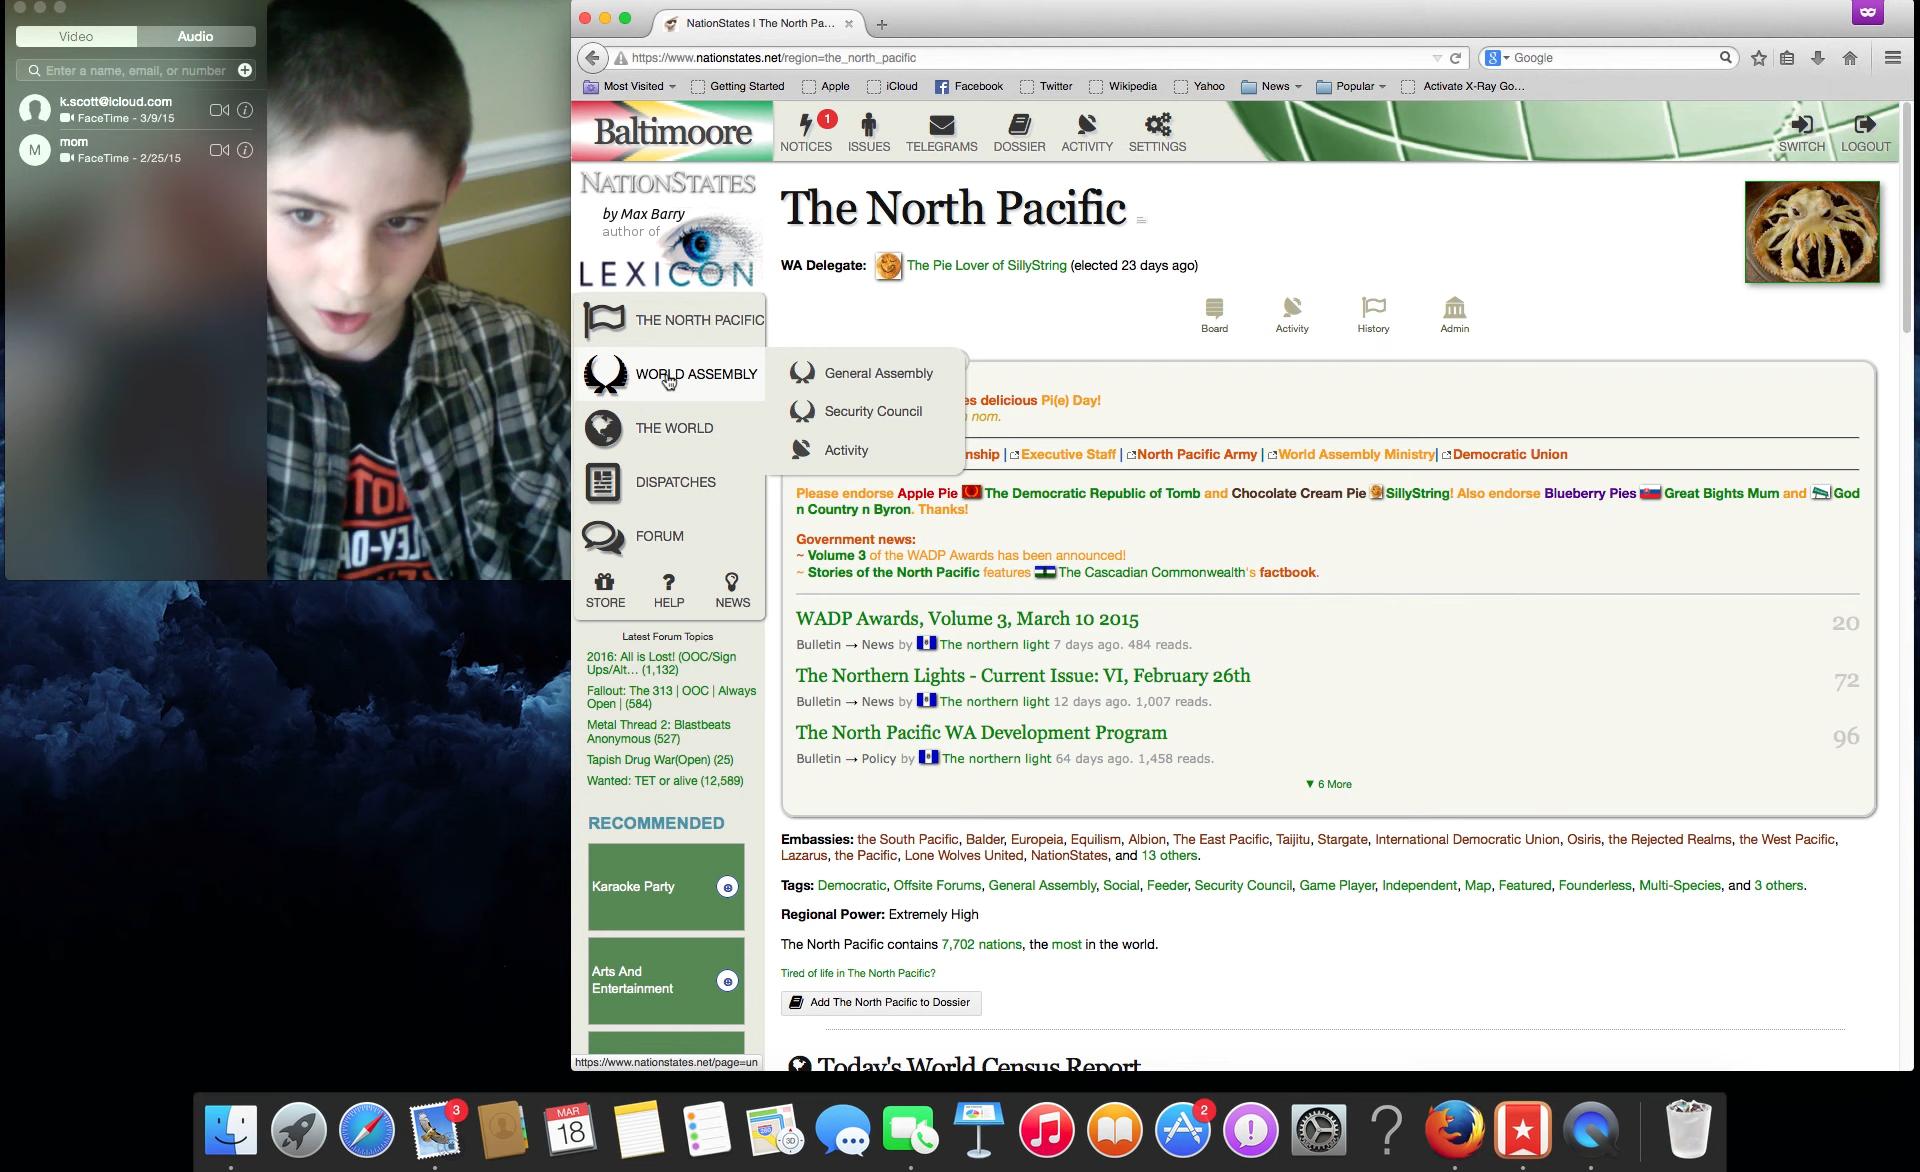 Video
Audio
Enter a name, email, or number
k.scott@icloud.com
FaceTime - 3/9/15
M
mom
FaceTime - 2/25/15
NationStates | The North Pa...
https://www.nationstates.net/region=the_north_pacific
Google
Most Visited
Getting Started
Apple
iCloud
Facebook
Twitter
Wikipedia
Yahoo
News
Popular
Activate X-Ray Go...
Baltimoore
1
NOTICES
ISSUES
TELEGRAMS
DOSSIER
ACTIVITY
SETTINGS
SWITCH
LOGOUT
NATIONSTATES
by Max Barry
author of
LEXICON
THE NORTH PACIFIC
WORLD ASSEMBLY
THE WORLD
DISPATCHES
FORUM
STORE
HELP
NEWS
General Assembly
Security Council
Activity
Latest Forum Topics
2016: All is Lost! (OOC/Sign
Ups/Alt... (1,132)
Fallout: The 313 | OOC | Always
Open | (584)
Metal Thread 2: Blastbeats
Anonymous (527)
Tapish Drug War(Open) (25)
Wanted: TET or alive (12,589)
RECOMMENDED
Karaoke Party
Arts And
Entertainment
https://www.nationstates.net/page=un
The North Pacific
WA Delegate: The Pie Lover of SillyString (elected 23 days ago)
Board
Activity
History
Admin
es delicious Pi(e) Day!
nom.
nship | Executive Staff | North Pacific Army | World Assembly Ministry| Democratic Union
Please endorse Apple Pie The Democratic Republic of Tomb and Chocolate Cream Pie SillyString! Also endorse Blueberry Pies Great Bights Mum and God
n Country n Byron. Thanks!
Government news:
~ Volume 3 of the WADP Awards has been announced!
~ Stories of the North Pacific features The Cascadian Commonwealth's factbook.
WADP Awards, Volume 3, March 10 2015
20
Bulletin → News by The northern light 7 days ago. 484 reads.
The Northern Lights - Current Issue: VI, February 26th
72
Bulletin → News by The northern light 12 days ago. 1,007 reads.
The North Pacific WA Development Program
96
Bulletin → Policy by The northern light 64 days ago. 1,458 reads.
▼ 6 More
Embassies: the South Pacific, Balder, Europeia, Equilism, Albion, The East Pacific, Taijitu, Stargate, International Democratic Union, Osiris, the Rejected Realms, the West Pacific,
Lazarus, the Pacific, Lone Wolves United, NationStates, and 13 others.
Tags: Democratic, Offsite Forums, General Assembly, Social, Feeder, Security Council, Game Player, Independent, Map, Featured, Founderless, Multi-Species, and 3 others.
Regional Power: Extremely High
The North Pacific contains 7,702 nations, the most in the world.
Tired of life in The North Pacific?
Add The North Pacific to Dossier
Today's World Census Report
3
MAR
18
3D
2